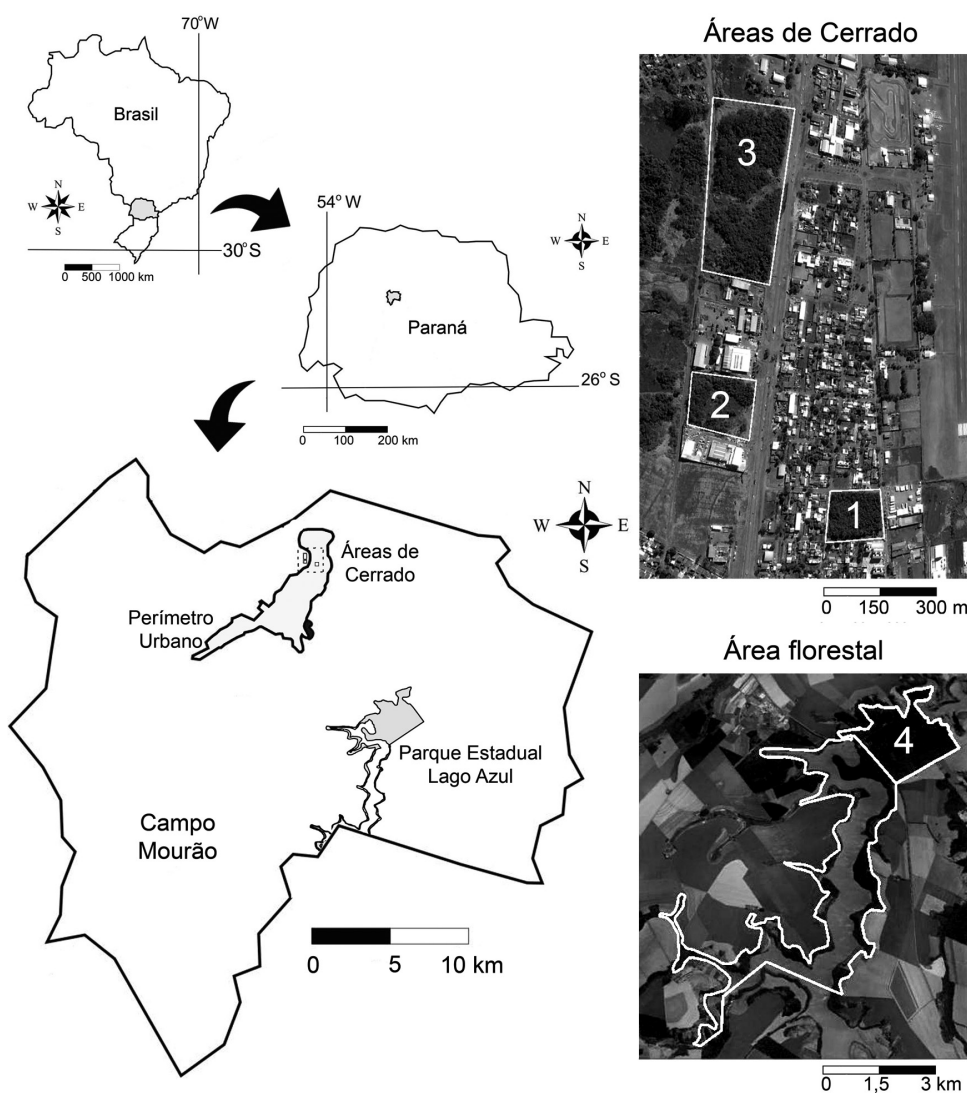 70°W
Brasil
N
W E
S
30°S
0 500 1000 km
54° W
N
W E
S
Paraná
26° S
0 100 200 km
N
W E
S
Áreas de
Cerrado
Perímetro
Urbano
Parque Estadual
Lago Azul
Campo
Mourão
0 5 10 km
Áreas de Cerrado
3
2
1
0 150 300 m
Área florestal
4
0 1,5 3 km